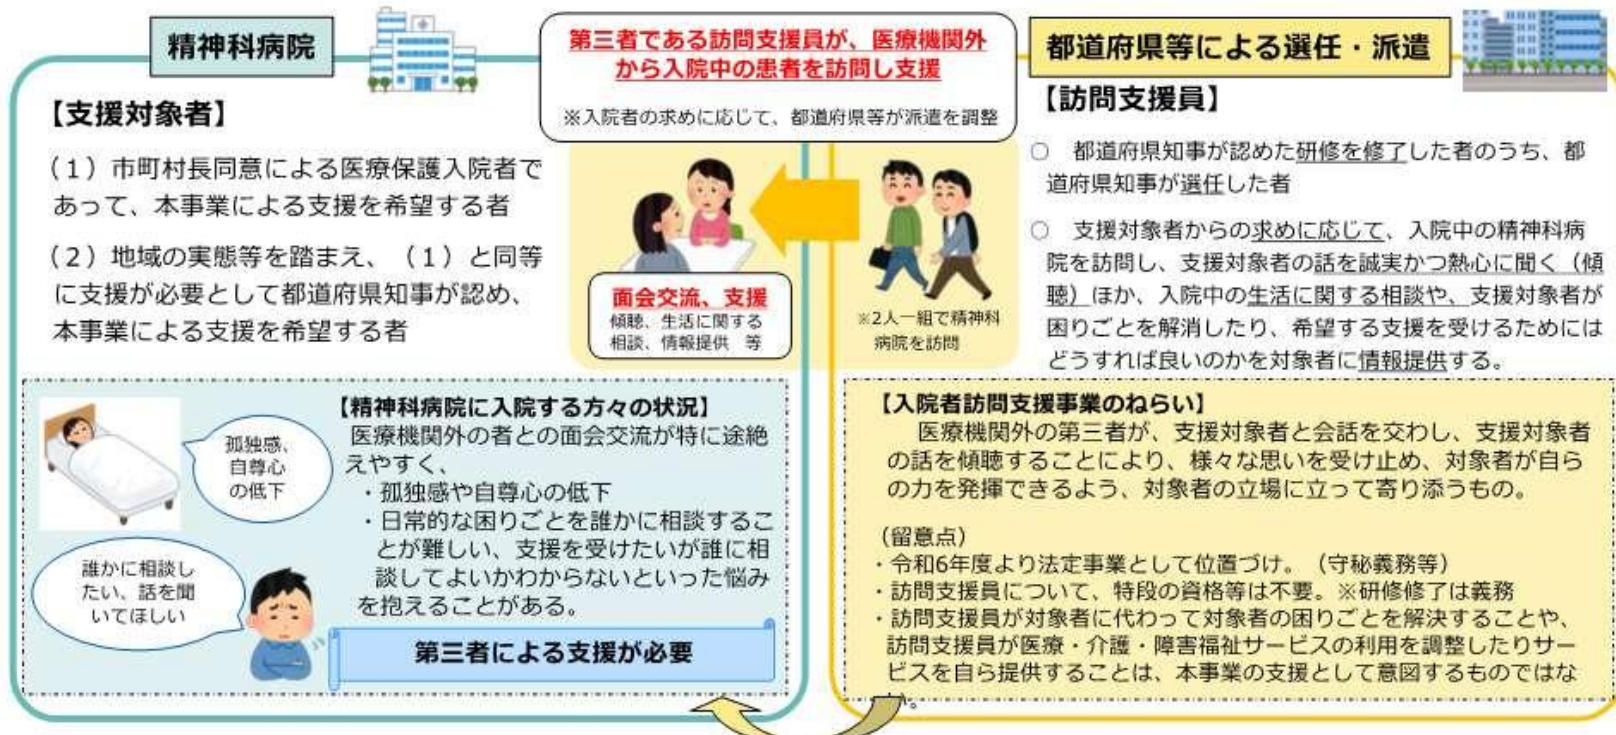 精神科病院
【支援対象者】
（1）市町村長同意による医療保護入院者で
あって、本事業による支援を希望する者
（2）地域の実態等を踏まえ、（1）と同等
に支援が必要として都道府県知事が認め、
本事業による支援を希望する者
第三者である訪問支援員が、医療機関外
から入院中の患者を訪問し支援
※入院者の求めに応じて、都道府県等が派遣を調整
面会交流、支援
傾聴、生活に関する
相談、情報提供　等
※2人一組で精神科
病院を訪問
都道府県等による選任・派遣
【訪問支援員】
○　都道府県知事が認めた研修を修了した者のうち、都
道府県知事が選任した者
○　支援対象者からの求めに応じて、入院中の精神科病
院を訪問し、支援対象者の話を誠実かつ熱心に聞く（傾
聴）ほか、入院中の生活に関する相談や、支援対象者が
困りごとを解消したり、希望する支援を受けるためには
どうすれば良いのかを対象者に情報提供する。
孤独感、
自尊心
の低下
誰かに相談し
たい、話を聞
いてほしい
【精神科病院に入院する方々の状況】
医療機関外の者との面会交流が特に途絶
えやすく、
・孤独感や自尊心の低下
・日常的な困りごとを誰かに相談するこ
とが難しい、支援を受けたいが誰に相
談してよいかわからないといった悩み
を抱えることがある。
第三者による支援が必要
【入院者訪問支援事業のねらい】
医療機関外の第三者が、支援対象者と会話を交わし、支援対象者
の話を傾聴することにより、様々な思いを受け止め、対象者が自ら
の力を発揮できるよう、対象者の立場に立って寄り添うもの。
（留意点）
・令和6年度より法定事業として位置づけ。（守秘義務等）
・訪問支援員について、特段の資格等は不要。※研修修了は義務
・訪問支援員が対象者に代わって対象者の困りごとを解決することや、
訪問支援員が医療・介護・障害福祉サービスの利用を調整したりサー
ビスを自ら提供することは、本事業の支援として意図するものではな
い。